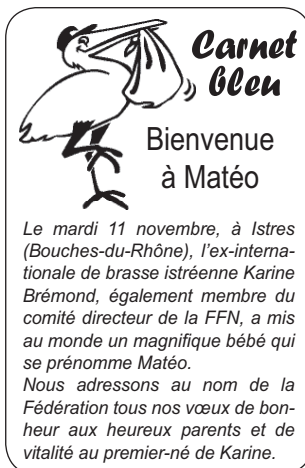 Carnet
bleu
Bienvenue
à Matéo
Le mardi 11 novembre, à Istres
(Bouches-du-Rhône), l'ex-interna-
tionale de brasse istréenne Karine
Brémond, également membre du
comité directeur de la FFN, a mis
au monde un magnifique bébé qui
se prénomme Matéo.
Nous adressons au nom de la
Fédération tous nos vœux de bon-
heur aux heureux parents et de
vitalité au premier-né de Karine.